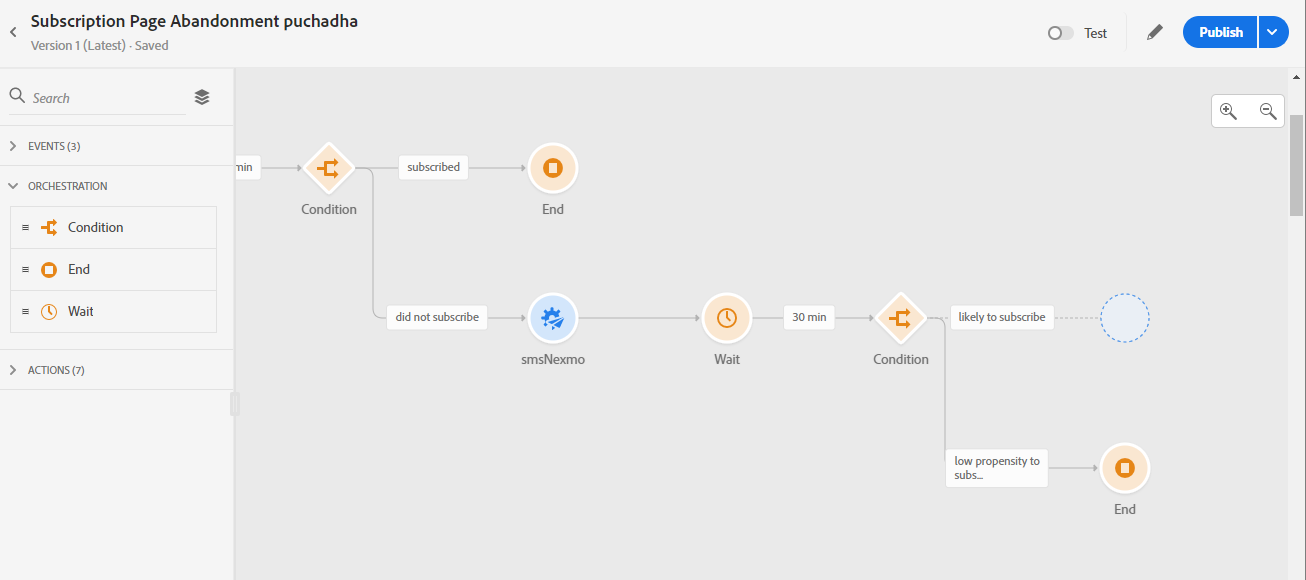 Subscription Page Abandonment puchadha
Version 1 (Latest) · Saved
Test
Publish
Search
EVENTS (3)
ORCHESTRATION
Condition
End
Wait
ACTIONS (7)
min
subscribed
Condition
End
did not subscribe
30 min
likely to subscribe
smsNexmo
Wait
Condition
low propensity to
subs...
End